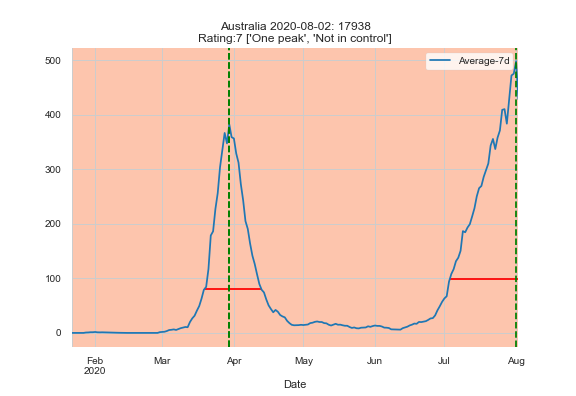 Australia 2020-08-02: 17938
Rating:7 ['One peak', 'Not in control']
Average-7d
500
400
300
200
100
0
Feb
2020
Mar
Apr
May
Jun
Jul
Aug
Date